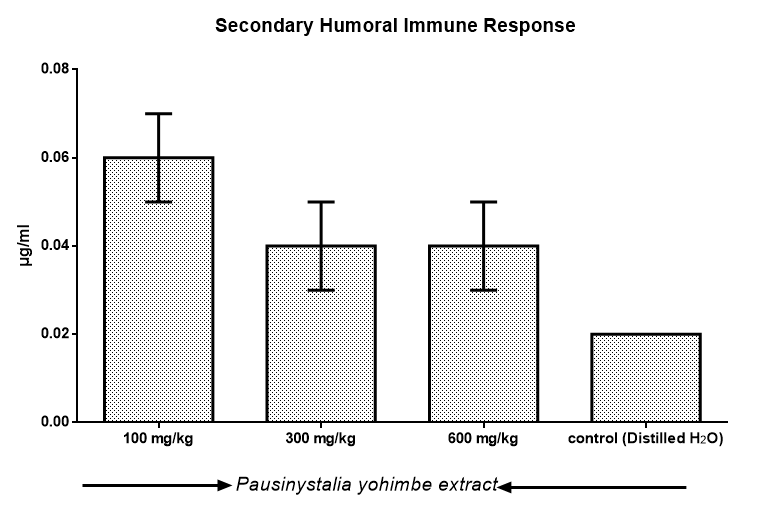 Secondary Humoral Immune Response
0.08
0.06
0.04
0.02
0.00
µg/ml
100 mg/kg 300 mg/kg 600 mg/kg control (Distilled H₂O)
Pausinystalia yohimbe extract